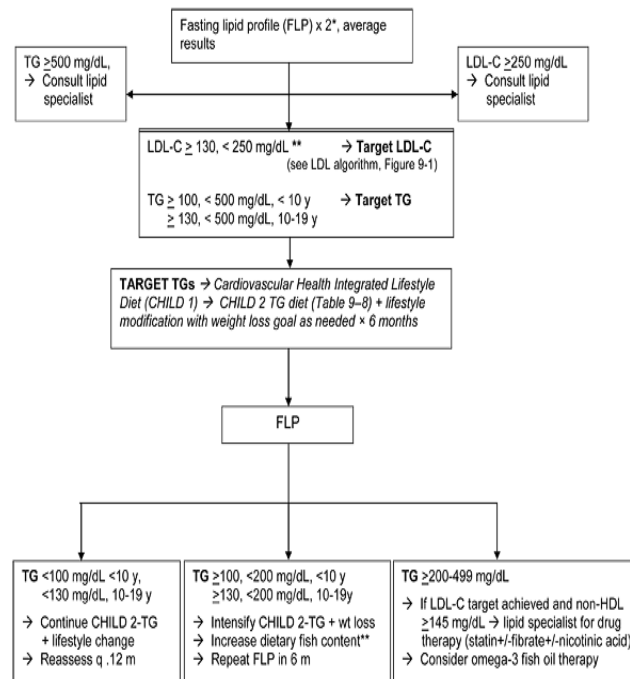 Fasting lipid profile (FLP) x 2*, average
results
TG ≥500 mg/dL,
→ Consult lipid
specialist
LDL-C ≥250 mg/dL
→ Consult lipid
specialist
LDL-C ≥ 130, < 250 mg/dL ** → Target LDL-C
(see LDL algorithm, Figure 9-1)
TG ≥ 100, < 500 mg/dL, < 10 y → Target TG
≥ 130, < 500 mg/dL, 10-19 y
TARGET TGs → Cardiovascular Health Integrated Lifestyle
Diet (CHILD 1) → CHILD 2 TG diet (Table 9–8) + lifestyle
modification with weight loss goal as needed × 6 months
FLP
TG <100 mg/dL <10 y,
<130 mg/dL, 10-19 y
→ Continue CHILD 2-TG
+ lifestyle change
→ Reassess q .12 m
TG ≥100, <200 mg/dL, <10 y
≥130, <200 mg/dL, 10-19y
→ Intensify CHILD 2-TG + wt loss
→ Increase dietary fish content**
→ Repeat FLP in 6 m
TG ≥200-499 mg/dL
→ If LDL-C target achieved and non-HDL
≥145 mg/dL → lipid specialist for drug
therapy (statin+/-fibrate+/-nicotinic acid)
→ Consider omega-3 fish oil therapy